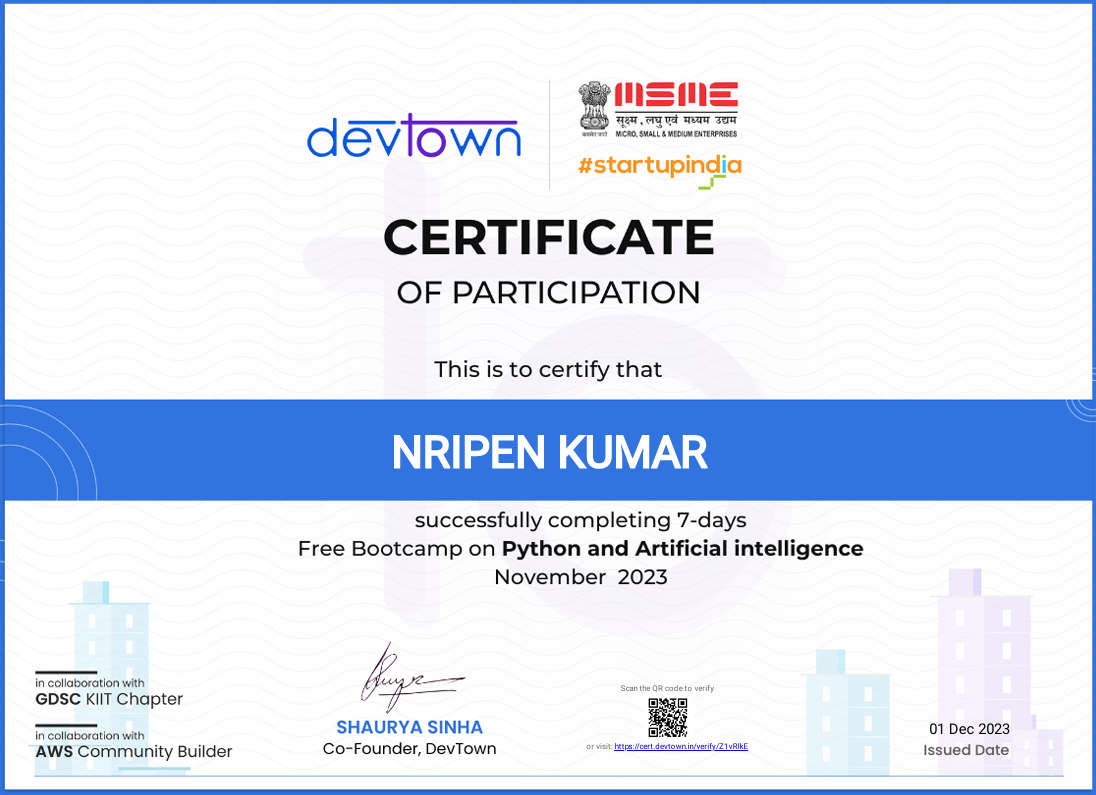 devtown
MSME
सूक्ष्म, लघु एवं मध्यम उद्यम
MICRO, SMALL & MEDIUM ENTERPRISES
#startupindia
CERTIFICATE
OF PARTICIPATION
This is to certify that
NRIPEN KUMAR
successfully completing 7-days
Free Bootcamp on Python and Artificial intelligence
November 2023
in collaboration with
GDSC KIIT Chapter
in collaboration with
AWS Community Builder
SHAURYA SINHA
Co-Founder, DevTown
Scan the QR code to verify
or visit: https://cert.devtown.in/verify/Z1vRlkE
01 Dec 2023
Issued Date